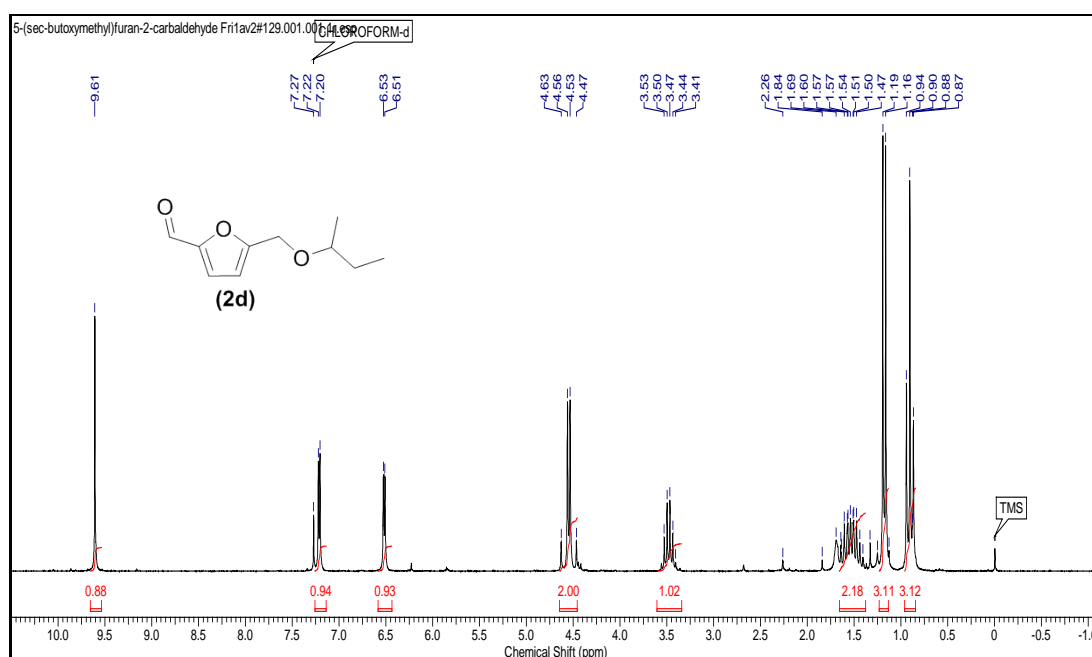 5-(sec-butoxymethyl)furan-2-carbaldehyde Fri1av2#129.001.001.1r.esp
CHLOROFORM-d
9.61 7.27 7.22 7.20 6.53 6.51 4.63 4.56 4.53 4.47 3.53 3.50 3.47 3.44 3.41 2.26 1.84 1.69 1.60 1.57 1.57 1.54 1.51 1.50 1.47 1.19 1.16 0.94 0.90 0.88 0.87
O
O
O
(2d)
TMS
0.88 0.94 0.93 2.00 1.02 2.18 3.11 3.12
10.0 9.5 9.0 8.5 8.0 7.5 7.0 6.5 6.0 5.5 5.0 4.5 4.0 3.5 3.0 2.5 2.0 1.5 1.0 0.5 0 -0.5 -1.0
Chemical Shift (ppm)